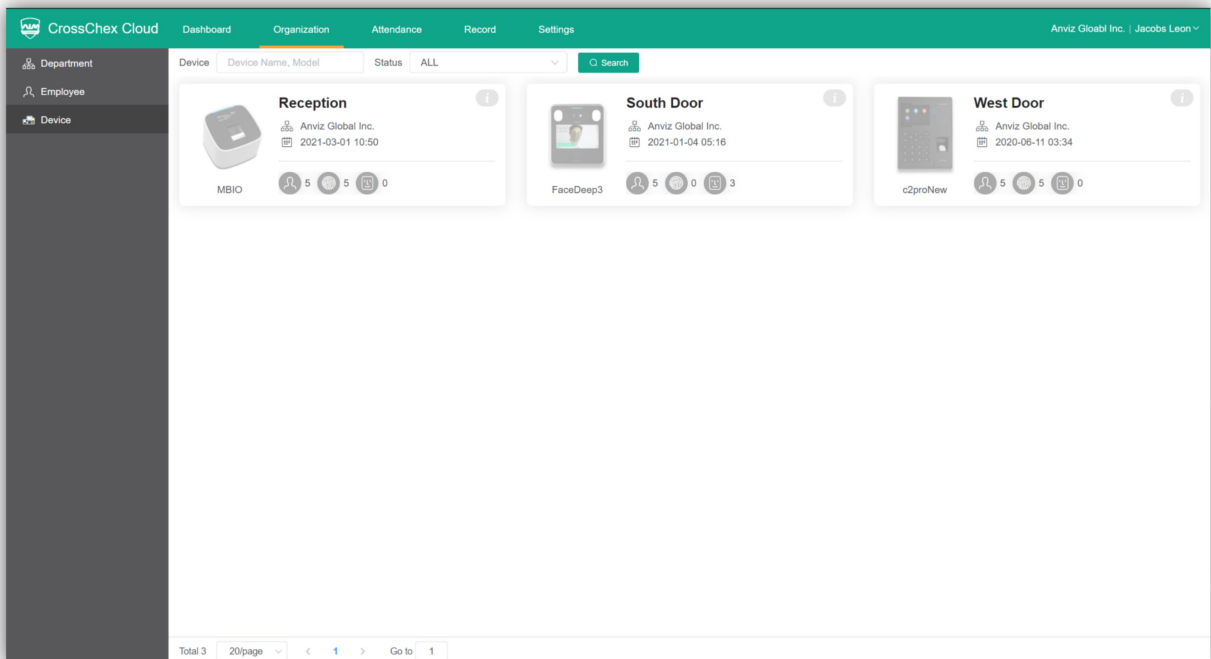 CrossChex Cloud Dashboard Organization Attendance Record Settings Anviz Gloabl Inc. | Jacobs Leon
Department
Employee
Device
Device Device Name, Model Status ALL Search
Reception
Anviz Global Inc.
2021-03-01 10:50
MBIO
5 5 0
South Door
Anviz Global Inc.
2021-01-04 05:16
FaceDeep3
5 0 3
West Door
Anviz Global Inc.
2020-06-11 03:34
c2proNew
5 5 0
Total 3 20/page < 1 > Go to 1